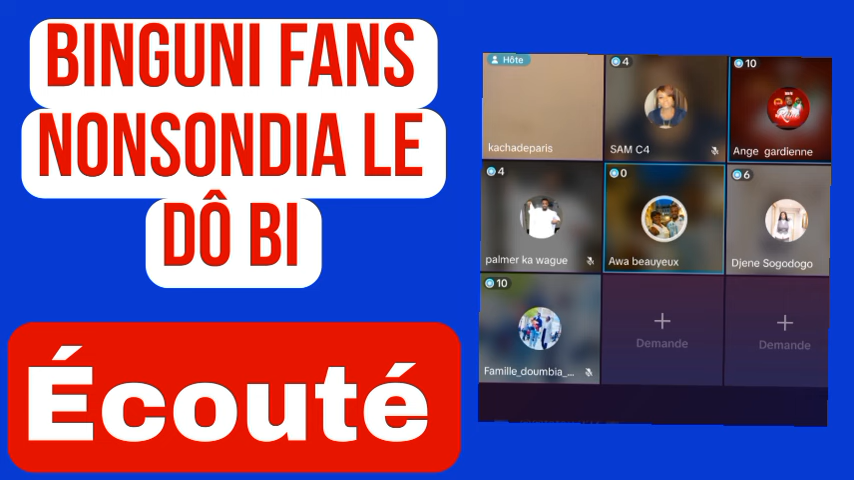 BINGUNI FANS
NONSONDIA LE
DÔ BI
Écouté
Hôte
kachadeparis
4
SAM C4
10
Ange gardienne
4
palmer ka wague
0
Awa beauyeux
6
Djene Sogodogo
10
Famille_doumbia_...
Demande
Demande